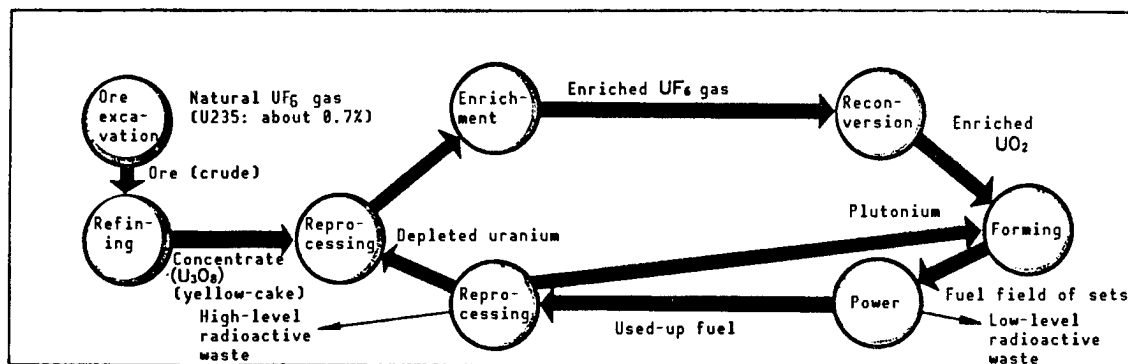 Ore
exca-
vation
Natural UF6 gas
(U235: about 0.7%)
Ore (crude)
Refin-
ing
Concentrate
(U3O8)
(yellow-cake)
Repro-
cessing
Enrich-
ment
Enriched UF6 gas
Recon-
version
Enriched
UO2
Forming
Plutonium
Depleted uranium
Fuel field of sets
Power
Low-level
radioactive
waste
Used-up fuel
Repro-
cessing
High-level
radioactive
waste